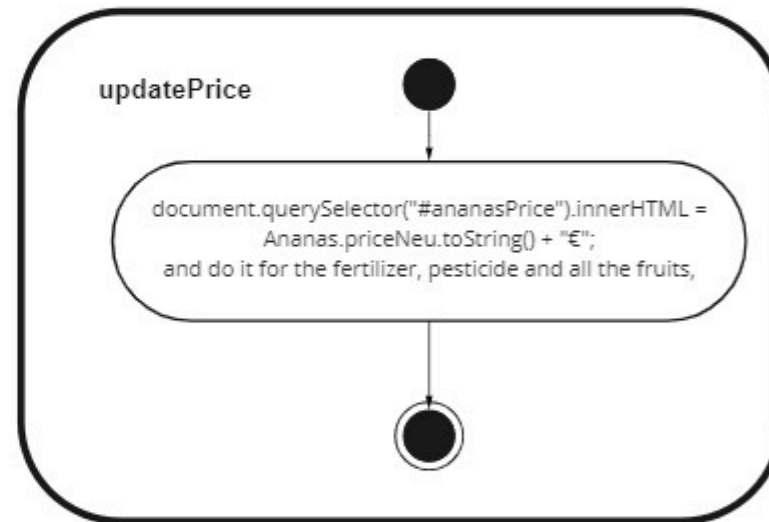 updatePrice
document.querySelector("#ananasPrice").innerHTML =
Ananas.priceNeu.toString() + "€";
and do it for the fertilizer, pesticide and all the fruits,